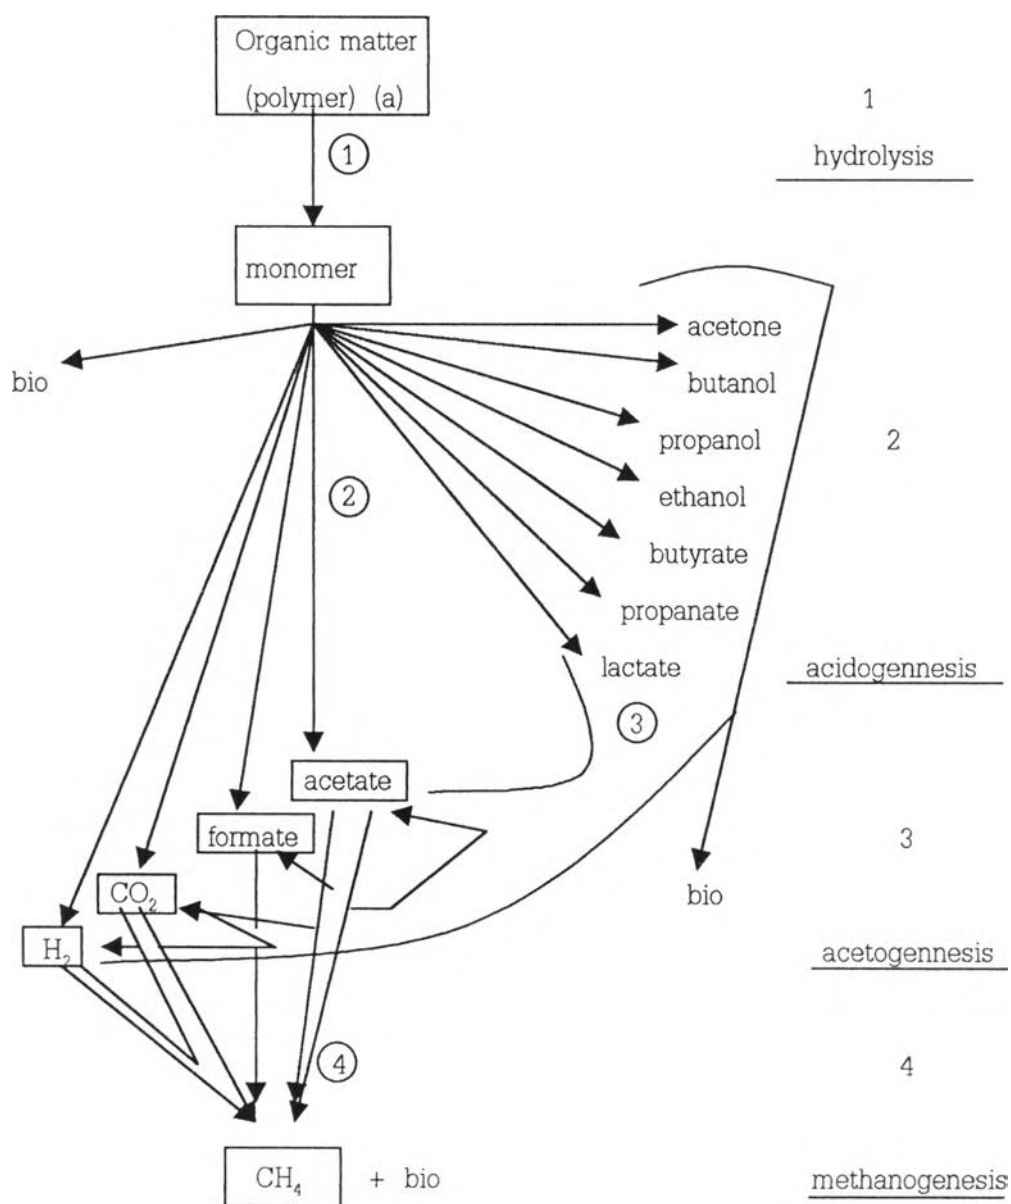 Organic matter
(polymer) (a)
1
1
hydrolysis
monomer
acetone
bio
butanol
propanol
2
ethanol
2
butyrate
propanate
lactate
acidogennesis
3
acetate
formate
3
CO₂
bio
H₂
acetogennesis
4
4
CH₄ + bio
methanogenesis